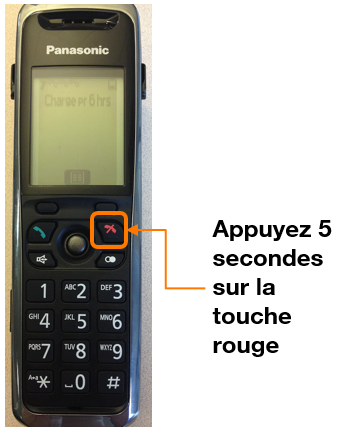 Panasonic
Charge pr 6 hrs
Appuyez 5
secondes
sur la
touche
rouge
1 ABC 2 DEF 3
GHI 4 JKL 5 MNO 6
PQRS 7 TUV 8 WXYZ 9
0 #